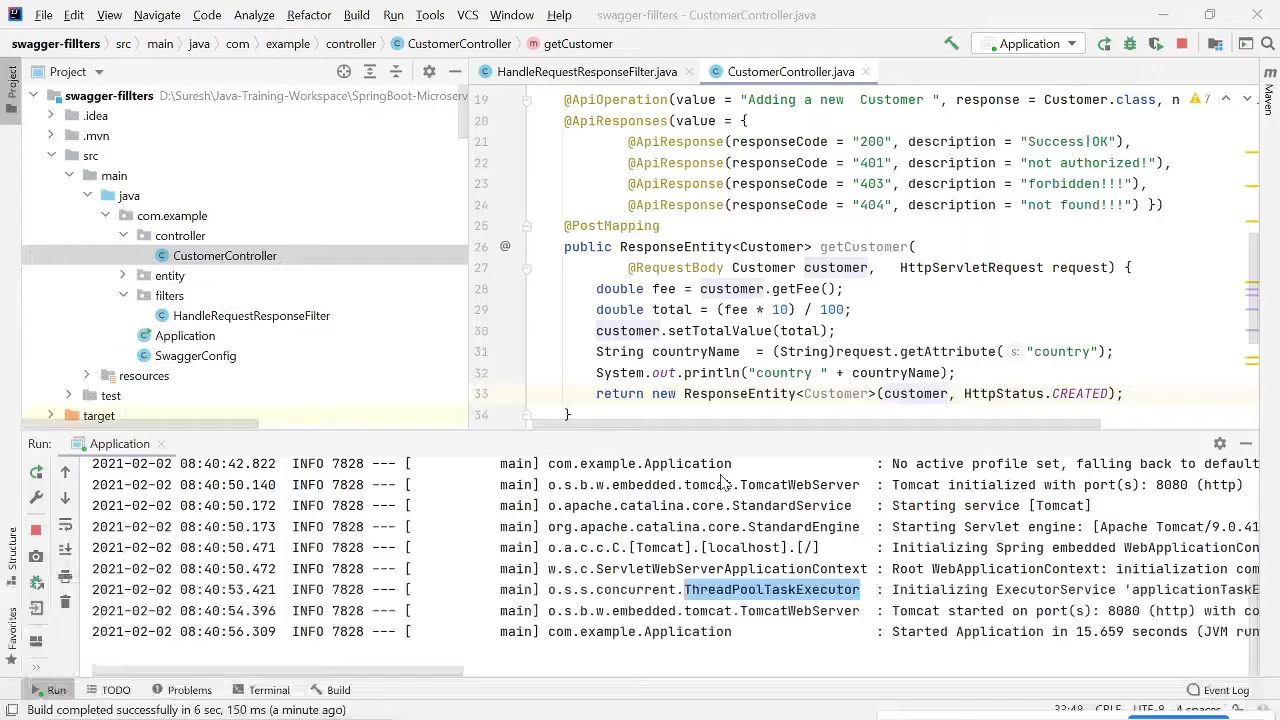 File Edit View Navigate Code Analyze Refactor Build Run Tools VCS Window Help swagger-fillters - CustomerController.java
swagger-fillters src main java com example controller CustomerController getCustomer Application
Project
HandleRequestResponseFilter.java CustomerController.java
Project
swagger-fillters D:\Suresh\Java-Training-Workspace\SpringBoot-Microserv
.idea
.mvn
src
main
java
com.example
controller
CustomerController
entity
filters
HandleRequestResponseFilter
Application
SwaggerConfig
resources
test
target
19 @ApiOperation(value = "Adding a new  Customer ", response = Customer.class, n 7
20 @ApiResponses(value = {
21 @ApiResponse(responseCode = "200", description = "Success|OK"),
22 @ApiResponse(responseCode = "401", description = "not authorized!"),
23 @ApiResponse(responseCode = "403", description = "forbidden!!!"),
24 @ApiResponse(responseCode = "404", description = "not found!!!") })
25 @PostMapping
26 @ public ResponseEntity<Customer> getCustomer(
27 @RequestBody Customer customer,   HttpServletRequest request) {
28 double fee = customer.getFee();
29 double total = (fee * 10) / 100;
30 customer.setTotalValue(total);
31 String countryName  = (String)request.getAttribute( s: "country");
32 System.out.println("country   " + countryName);
33 return new ResponseEntity<Customer>(customer, HttpStatus.CREATED);
34 }
Maven
Run: Application
2021-02-02 08:40:42.822  INFO 7828 --- [           main] com.example.Application                  : No active profile set, falling back to default
2021-02-02 08:40:50.140  INFO 7828 --- [           main] o.s.b.w.embedded.tomcat.TomcatWebServer  : Tomcat initialized with port(s): 8080 (http)
2021-02-02 08:40:50.172  INFO 7828 --- [           main] o.apache.catalina.core.StandardService   : Starting service [Tomcat]
2021-02-02 08:40:50.173  INFO 7828 --- [           main] org.apache.catalina.core.StandardEngine  : Starting Servlet engine: [Apache Tomcat/9.0.41
2021-02-02 08:40:50.471  INFO 7828 --- [           main] o.a.c.c.C.[Tomcat].[localhost].[/]       : Initializing Spring embedded WebApplicationCon
2021-02-02 08:40:50.472  INFO 7828 --- [           main] w.s.c.ServletWebServerApplicationContext : Root WebApplicationContext: initialization com
2021-02-02 08:40:53.421  INFO 7828 --- [           main] o.s.s.concurrent.ThreadPoolTaskExecutor  : Initializing ExecutorService 'applicationTaskE
2021-02-02 08:40:54.396  INFO 7828 --- [           main] o.s.b.w.embedded.tomcat.TomcatWebServer  : Tomcat started on port(s): 8080 (http) with co
2021-02-02 08:40:56.309  INFO 7828 --- [           main] com.example.Application                  : Started Application in 15.659 seconds (JVM run
Structure
Favorites
Run TODO Problems Terminal Build Event Log
Build completed successfully in 6 sec, 150 ms (a minute ago) CRLF UTF-8 4 spaces